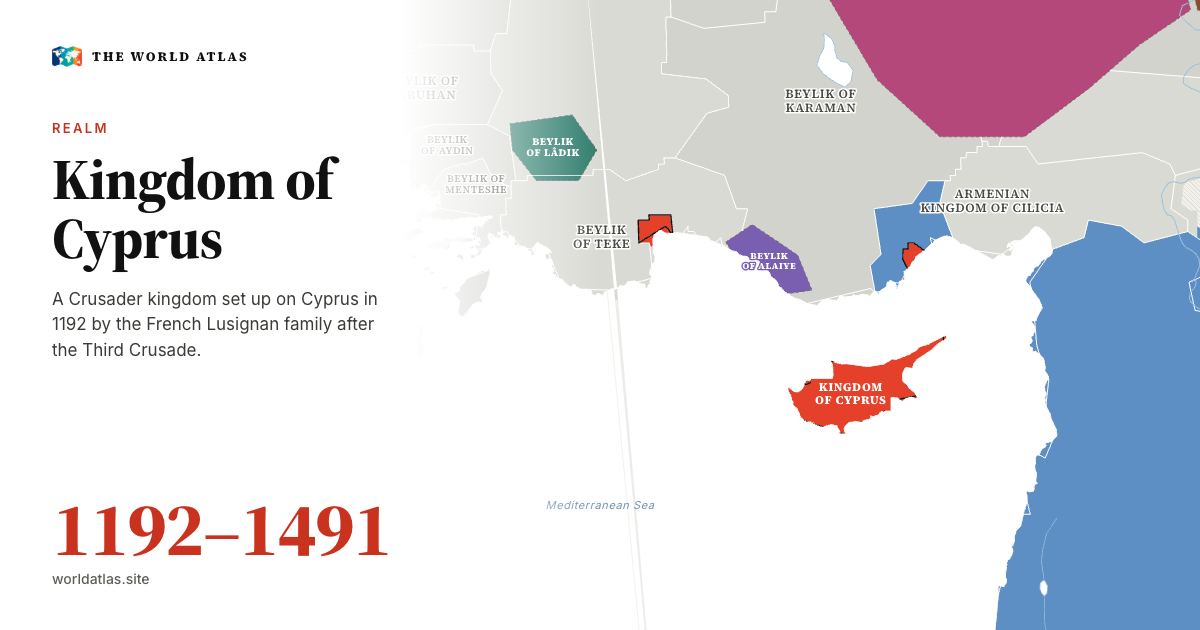 THE WORLD ATLAS
REALM
Kingdom of
Cyprus
A Crusader kingdom set up on Cyprus in
1192 by the French Lusignan family after
the Third Crusade.
1192–1491
worldatlas.site
BEYLIK OF
KARAMAN
BEYLIK
OF LÂDIK
BEYLIK
OF AYDIN
BEYLIK OF
MENTESHE
ARMENIAN
KINGDOM OF CILICIA
BEYLIK
OF TEKE
BEYLIK
OF ALAIYE
KINGDOM
OF CYPRUS
Mediterranean Sea